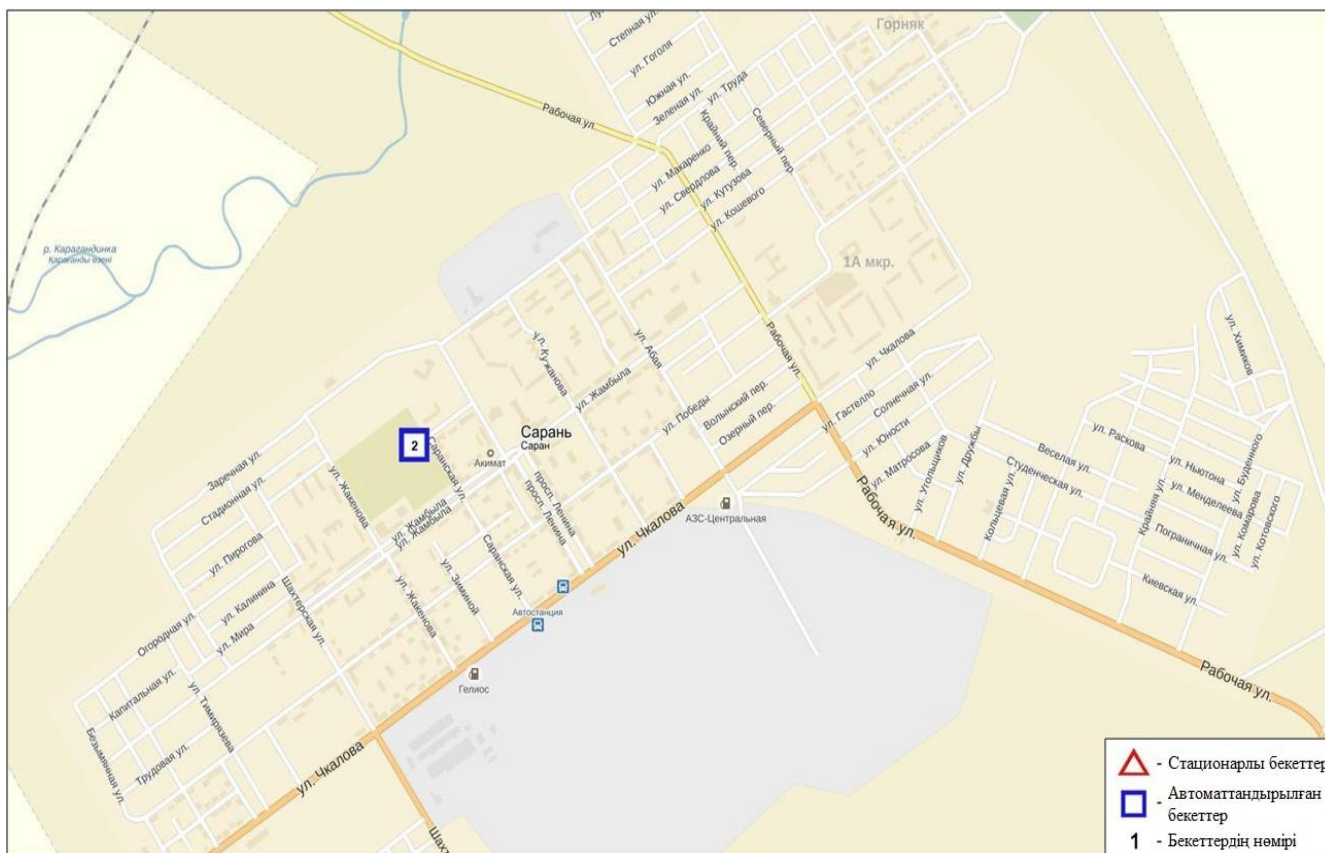 Горняк
Степная ул.
ул. Гоголя
Южная ул.
Зеленая ул.
ул. Труда
Рабочая ул.
Крайний пер.
Северный пер.
ул. Макаренко
ул. Свердлова
ул. Кутузова
ул. Кошевого
р. Карагандинка
Қарағанды өзені
1А мкр.
ул. Химиков
ул. Кужанова
ул. Абая
Рабочая ул.
ул. Чкалова
ул. Жамбыла
ул. Гастелло
Солнечная ул.
ул. Победы
Волынский пер.
Озерный пер.
ул. Юности
2
Сарань
Саран
Акимат
Саранская ул.
ул. Матросова
ул. Угольщиков
ул. Дружбы
Веселая ул.
Студенческая ул.
ул. Раскова
ул. Ньютона
ул. Буденного
ул. Менделеева
Заречная ул.
Стадионная ул.
ул. Жакенова
просп. Ленина
просп. Ленина
АЗС-Центральная
Рабочая ул.
Кольцевая ул.
Крайняя ул.
Пограничная ул.
ул. Комарова
ул. Котовского
ул. Пирогова
ул. Жамбыла
ул. Жамбыла
ул. Чкалова
Саранская ул.
ул. Зиминой
Киевская ул.
ул. Калинина
Шахтерская ул.
ул. Жакенова
Автостанция
Огородная ул.
ул. Мира
Капитальная ул.
ул. Тимирязева
Гелиос
Рабочая ул.
Безымянная ул.
Трудовая ул.
ул. Чкалова
- Стационарлы бекеттер
- Автоматтандырылған
бекеттер
1 - Бекеттердің нөмірі